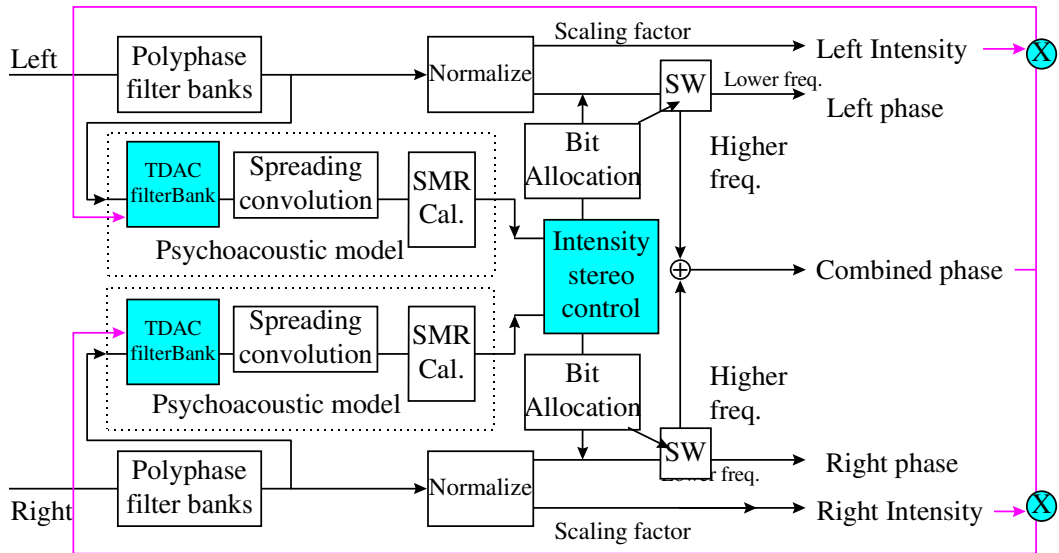 Left
Polyphase
filter banks
Normalize
Scaling factor
Left Intensity
X
SW
Lower freq.
Left phase
Bit
Allocation
Higher
freq.
TDAC
filterBank
Spreading
convolution
SMR
Cal.
Psychoacoustic model
Intensity
stereo
control
+
Combined phase
TDAC
filterBank
Spreading
convolution
SMR
Cal.
Psychoacoustic model
Bit
Allocation
Higher
freq.
SW
Lower freq.
Right phase
Right
Polyphase
filter banks
Normalize
Scaling factor
Right Intensity
X